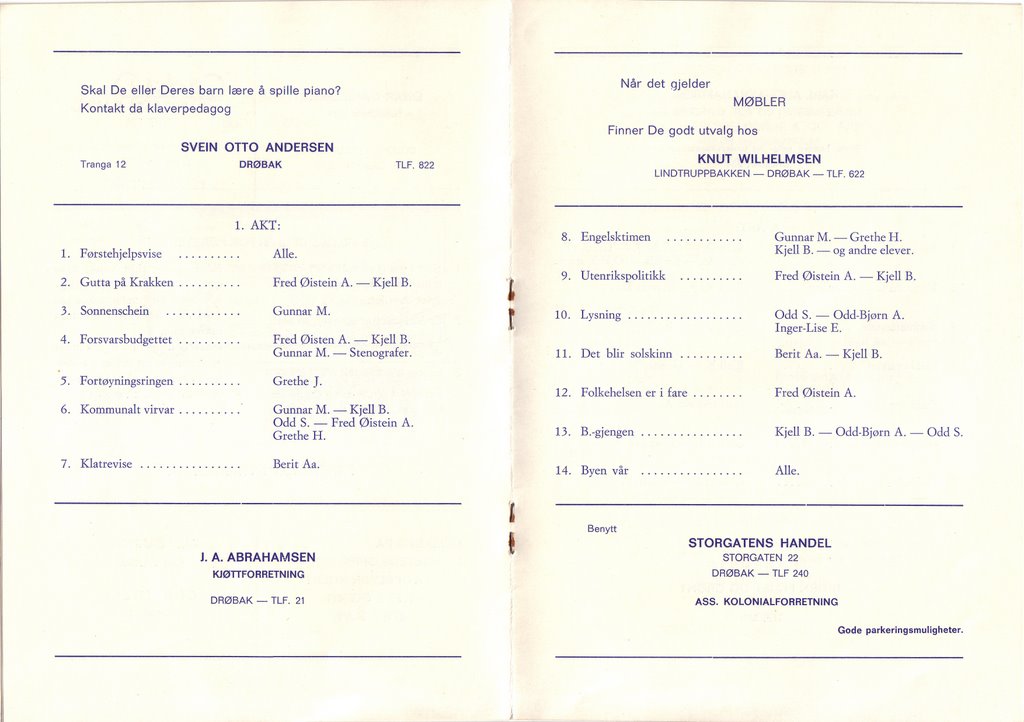 Skal De eller Deres barn lære å spille piano?
Kontakt da klaverpedagog
SVEIN OTTO ANDERSEN
Tranga 12 DRØBAK TLF. 822
1. AKT:
1. Førstehjelpsvise .......... Alle.
2. Gutta på Krakken .......... Fred Øistein A. — Kjell B.
3. Sonnenschein ............ Gunnar M.
4. Forsvarsbudgettet .......... Fred Øisten A. — Kjell B.
Gunnar M. — Stenografer.
5. Fortøyningsringen .......... Grethe J.
6. Kommunalt virvar .......... Gunnar M. — Kjell B.
Odd S. — Fred Øistein A.
Grethe H.
7. Klatrevise ................ Berit Aa.
J. A. ABRAHAMSEN
KJØTTFORRETNING
DRØBAK — TLF. 21
Når det gjelder
MØBLER
Finner De godt utvalg hos
KNUT WILHELMSEN
LINDTRUPPBAKKEN — DRØBAK — TLF. 622
8. Engelsktimen ............ Gunnar M. — Grethe H.
Kjell B. — og andre elever.
9. Utenrikspolitikk .......... Fred Øistein A. — Kjell B.
10. Lysning .................. Odd S. — Odd-Bjørn A.
Inger-Lise E.
11. Det blir solskinn .......... Berit Aa. — Kjell B.
12. Folkehelsen er i fare ........ Fred Øistein A.
13. B.-gjengen ................ Kjell B. — Odd-Bjørn A. — Odd S.
14. Byen vår ................ Alle.
Benytt
STORGATENS HANDEL
STORGATEN 22
DRØBAK — TLF 240
ASS. KOLONIALFORRETNING
Gode parkeringsmuligheter.